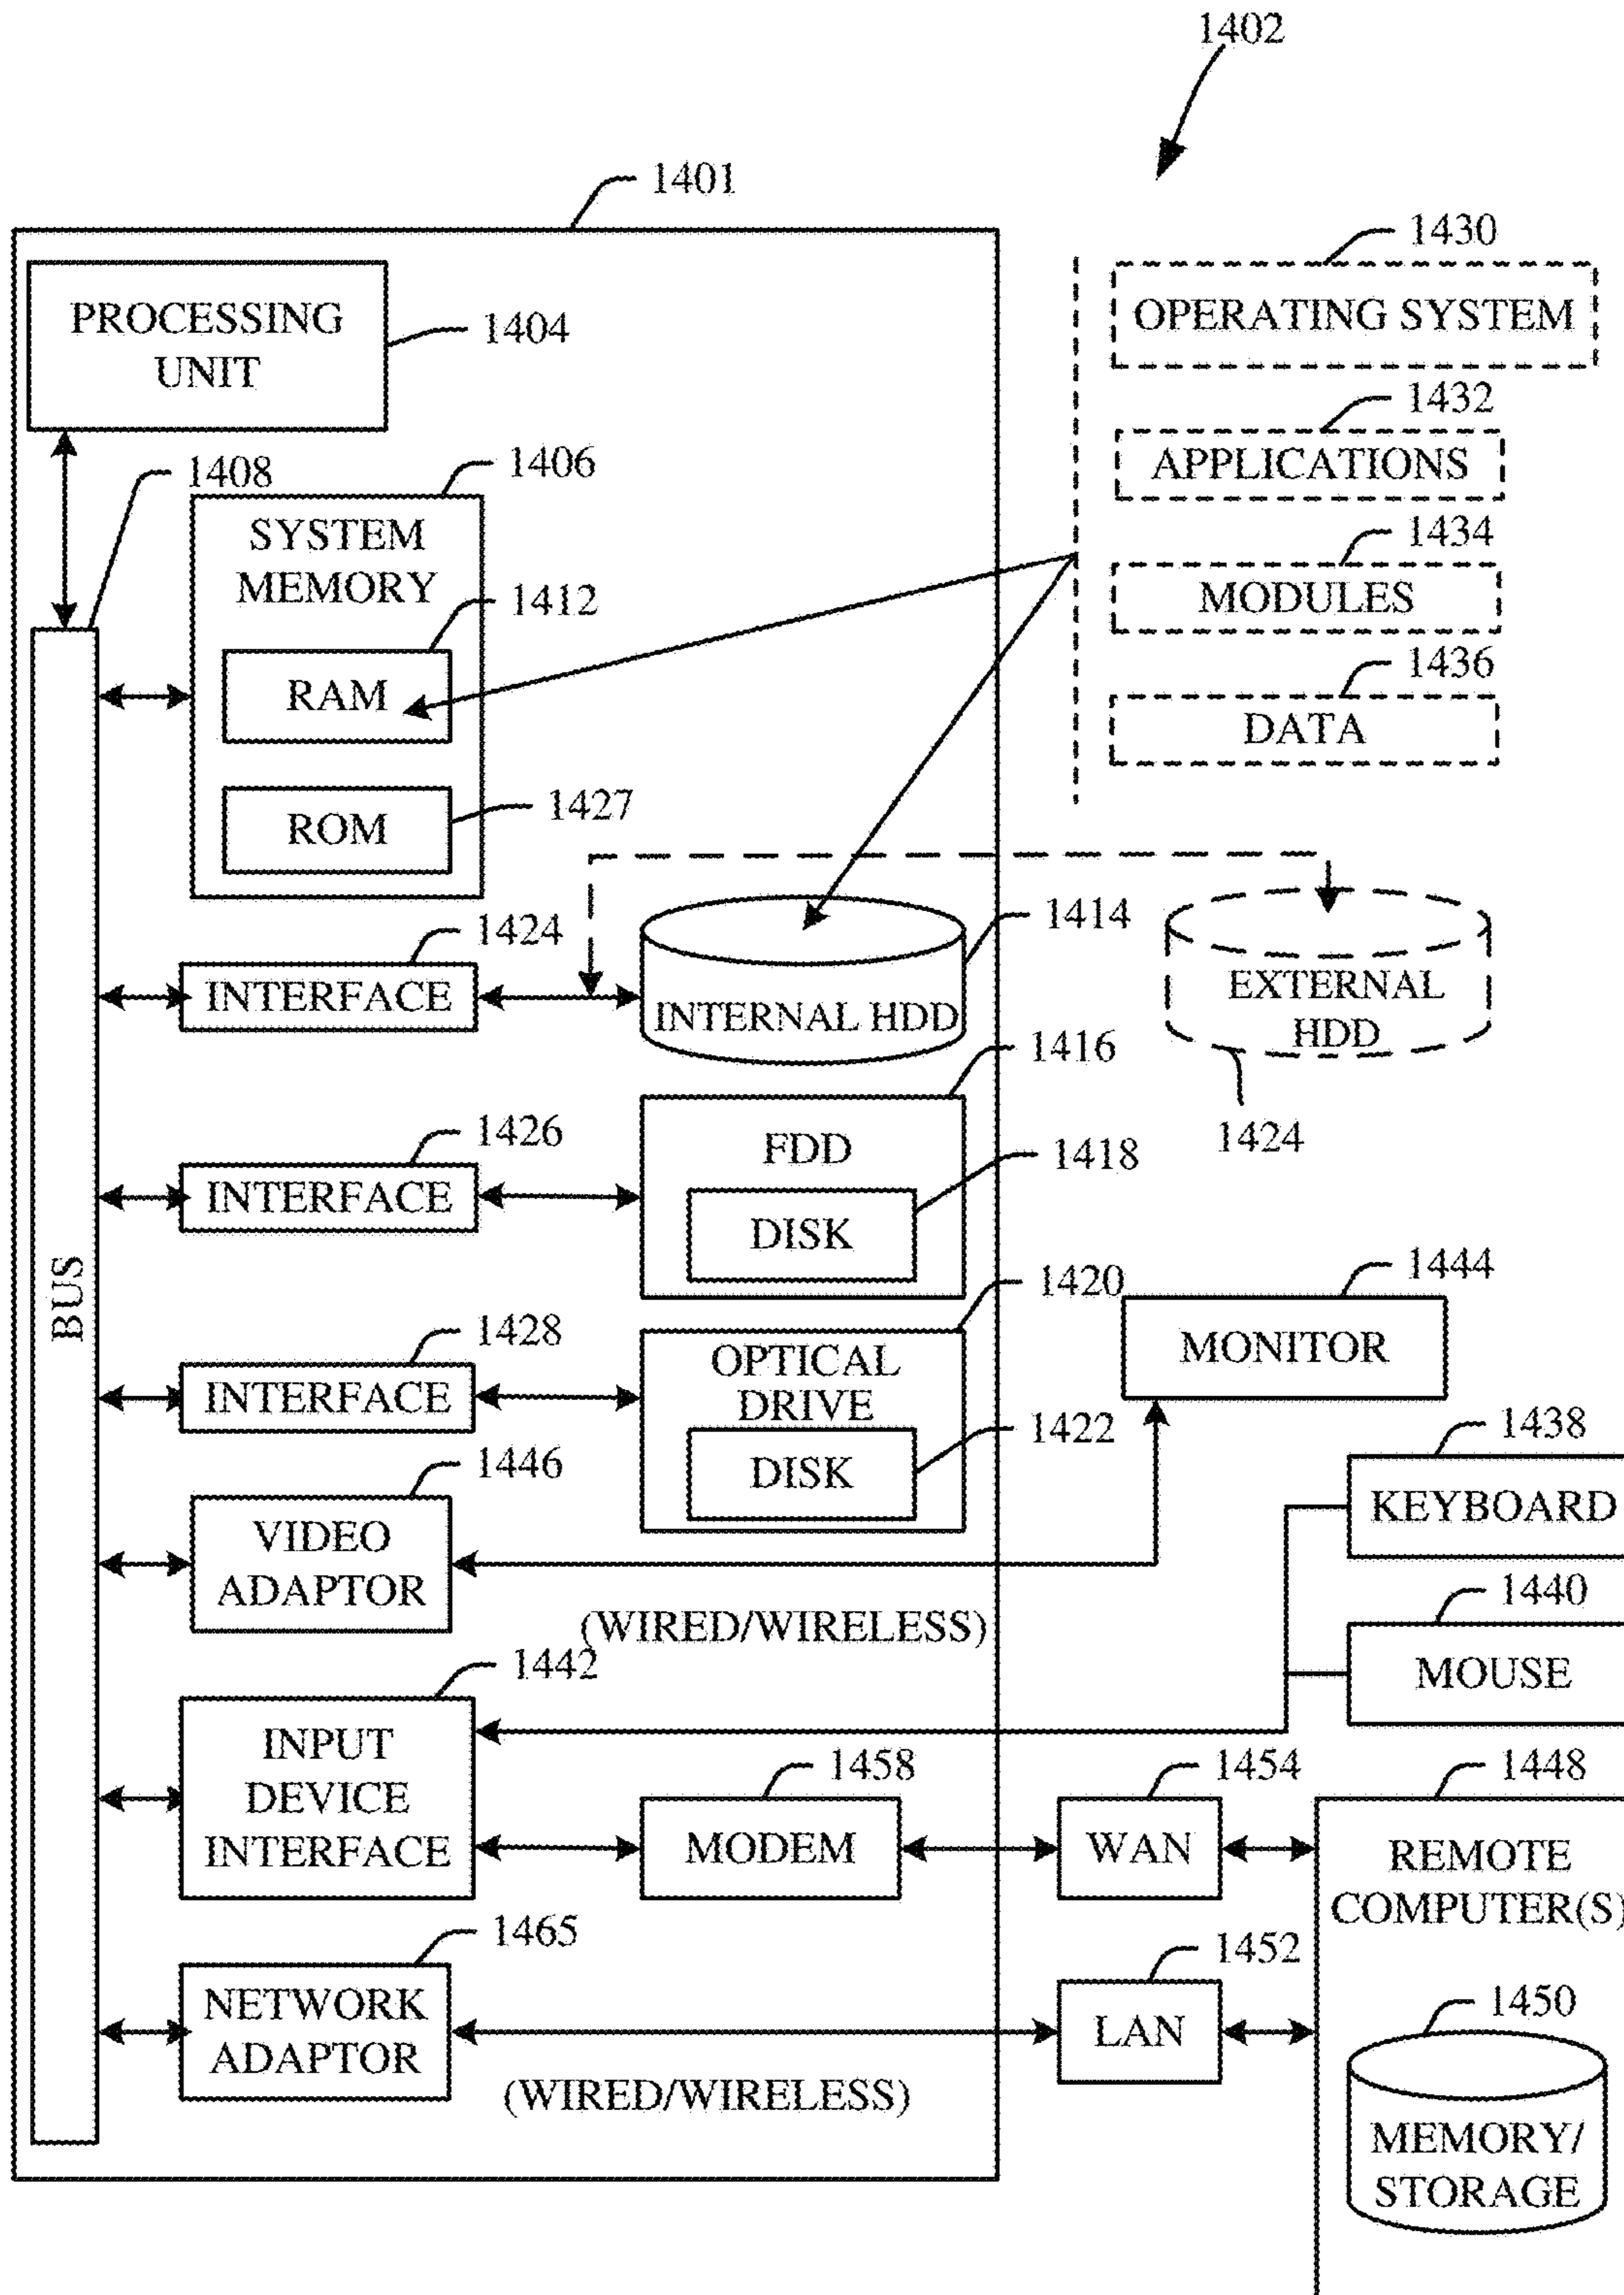 1402
1401
PROCESSING
UNIT
1404
1430
OPERATING SYSTEM
1432
APPLICATIONS
1434
MODULES
1436
DATA
1408
1406
SYSTEM
MEMORY
1412
RAM
ROM
1427
BUS
1424
INTERFACE
1414
INTERNAL HDD
EXTERNAL
HDD
1424
1426
INTERFACE
1416
FDD
1418
DISK
1428
INTERFACE
1420
OPTICAL
DRIVE
1422
DISK
1444
MONITOR
1446
VIDEO
ADAPTOR
(WIRED/WIRELESS)
1438
KEYBOARD
1440
MOUSE
1442
INPUT
DEVICE
INTERFACE
1458
MODEM
1454
WAN
1448
REMOTE
COMPUTER(S)
1465
NETWORK
ADAPTOR
(WIRED/WIRELESS)
1452
LAN
1450
MEMORY/
STORAGE